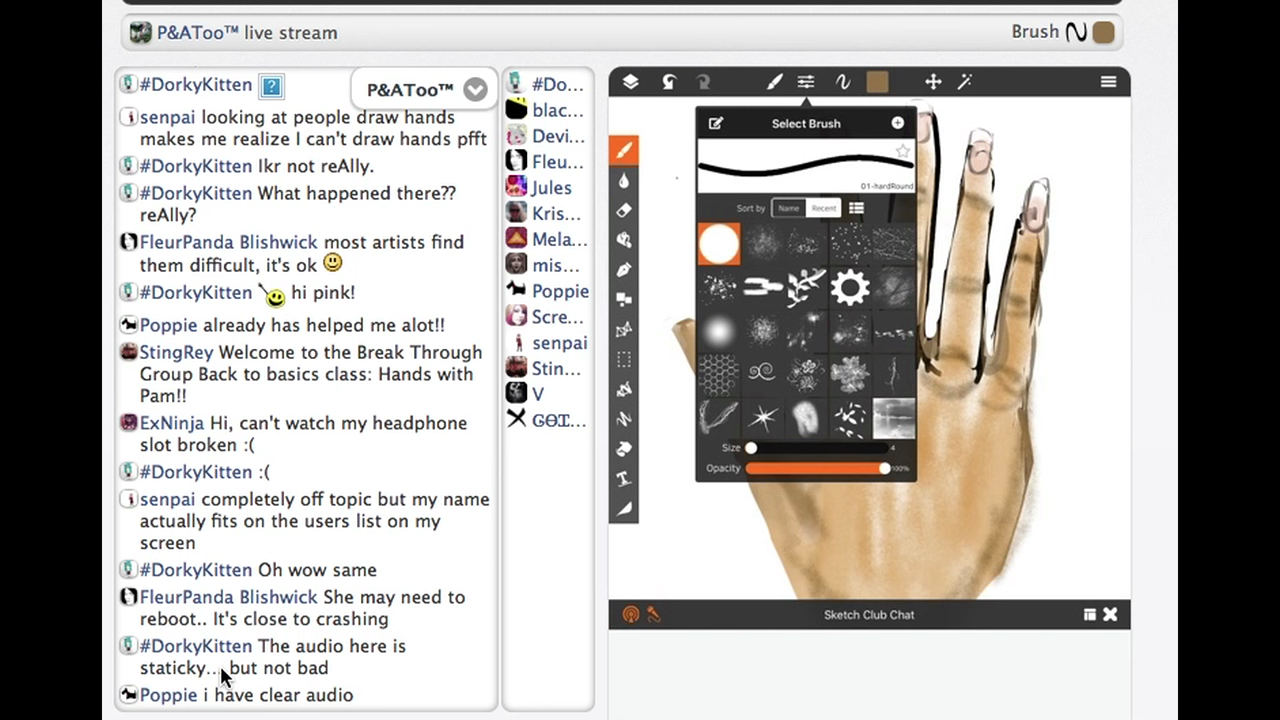 P&AToo™ live stream
Brush
#DorkyKitten ?
P&AToo™
senpai looking at people draw hands
makes me realize I can't draw hands pfft
#DorkyKitten Ikr not reAlly.
#DorkyKitten What happened there??
reAlly?
FleurPanda Blishwick most artists find
them difficult, it's ok
#DorkyKitten hi pink!
Poppie already has helped me alot!!
StingRey Welcome to the Break Through
Group Back to basics class: Hands with
Pam!!
ExNinja Hi, can't watch my headphone
slot broken :(
#DorkyKitten :(
senpai completely off topic but my name
actually fits on the users list on my
screen
#DorkyKitten Oh wow same
FleurPanda Blishwick She may need to
reboot.. It's close to crashing
#DorkyKitten The audio here is
staticky... but not bad
Poppie i have clear audio
#Do...
blac...
Devi...
Fleu...
Jules
Kris...
Mela...
mis...
Poppie
Scre...
senpai
Stin...
V
GOT...
Select Brush
01-hardRound
Sort by Name Recent
Size 4
Opacity 100%
T
Sketch Club Chat